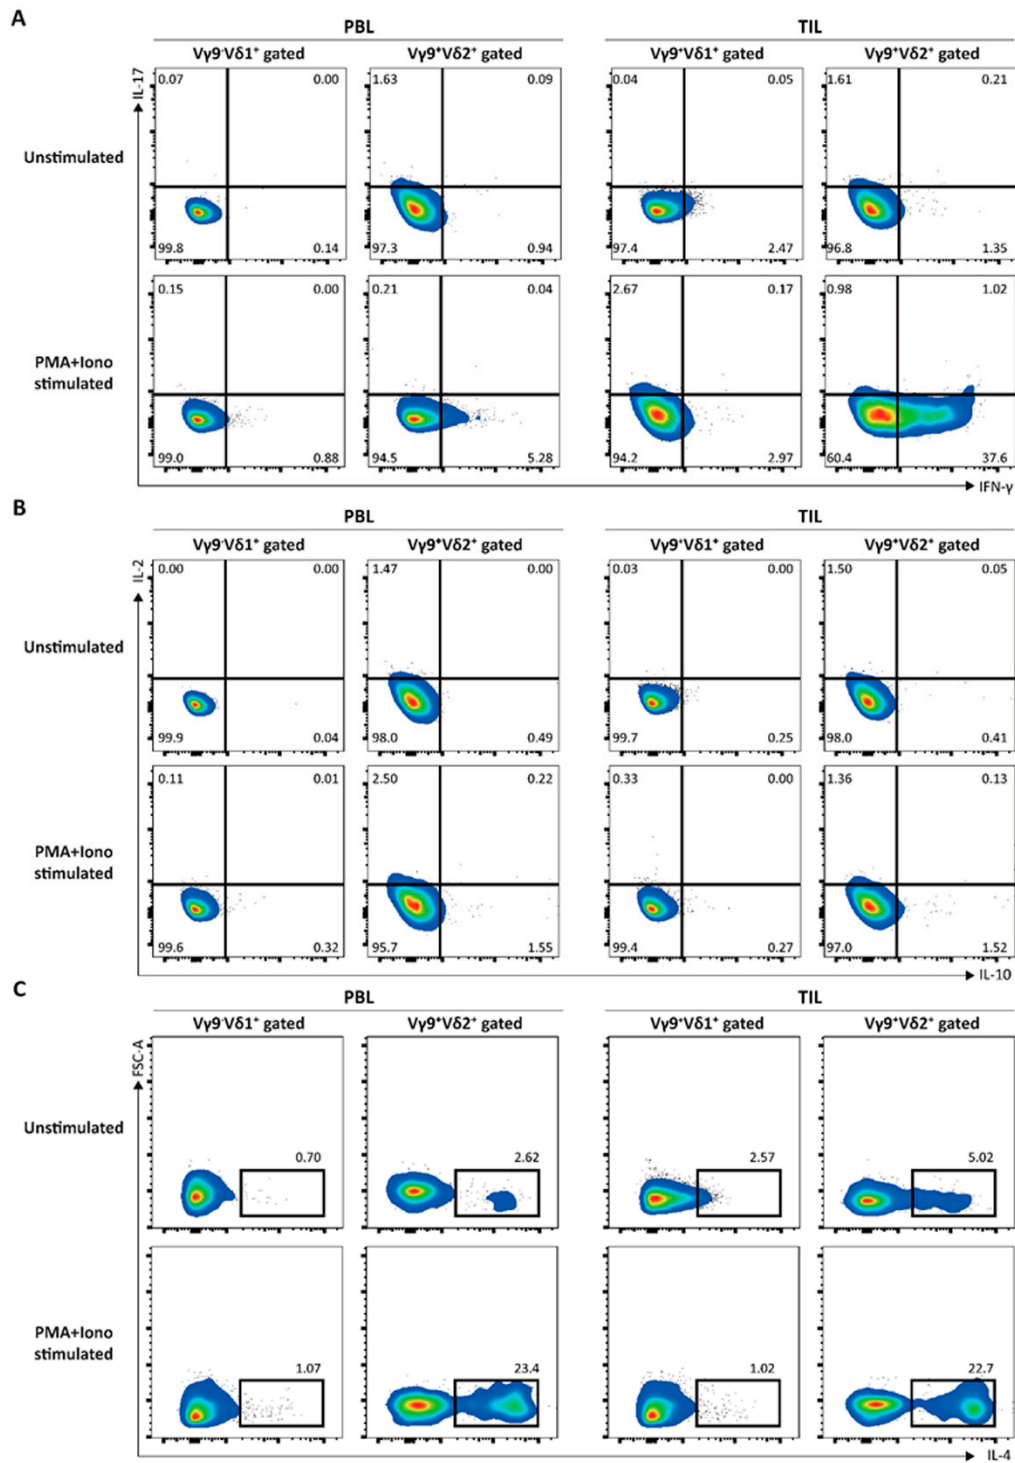 A
PBL
TIL
Vγ9⁻Vδ1⁺ gated
Vγ9⁺Vδ2⁺ gated
Vγ9⁺Vδ1⁺ gated
Vγ9⁺Vδ2⁺ gated
IL-17
0.07 0.00
1.63 0.09
0.04 0.05
1.61 0.21
Unstimulated
99.8 0.14
97.3 0.94
97.4 2.47
96.8 1.35
0.15 0.00
0.21 0.04
2.67 0.17
0.98 1.02
PMA+Iono
stimulated
99.0 0.88
94.5 5.28
94.2 2.97
60.4 37.6
IFN-γ
B
PBL
TIL
Vγ9⁻Vδ1⁺ gated
Vγ9⁺Vδ2⁺ gated
Vγ9⁺Vδ1⁺ gated
Vγ9⁺Vδ2⁺ gated
IL-2
0.00 0.00
1.47 0.00
0.03 0.00
1.50 0.05
Unstimulated
99.9 0.04
98.0 0.49
99.7 0.25
98.0 0.41
0.11 0.01
2.50 0.22
0.33 0.00
1.36 0.13
PMA+Iono
stimulated
99.6 0.32
95.7 1.55
99.4 0.27
97.0 1.52
IL-10
C
PBL
TIL
Vγ9⁻Vδ1⁺ gated
Vγ9⁺Vδ2⁺ gated
Vγ9⁺Vδ1⁺ gated
Vγ9⁺Vδ2⁺ gated
FSC-A
Unstimulated
0.70
2.62
2.57
5.02
PMA+Iono
stimulated
1.07
23.4
1.02
22.7
IL-4